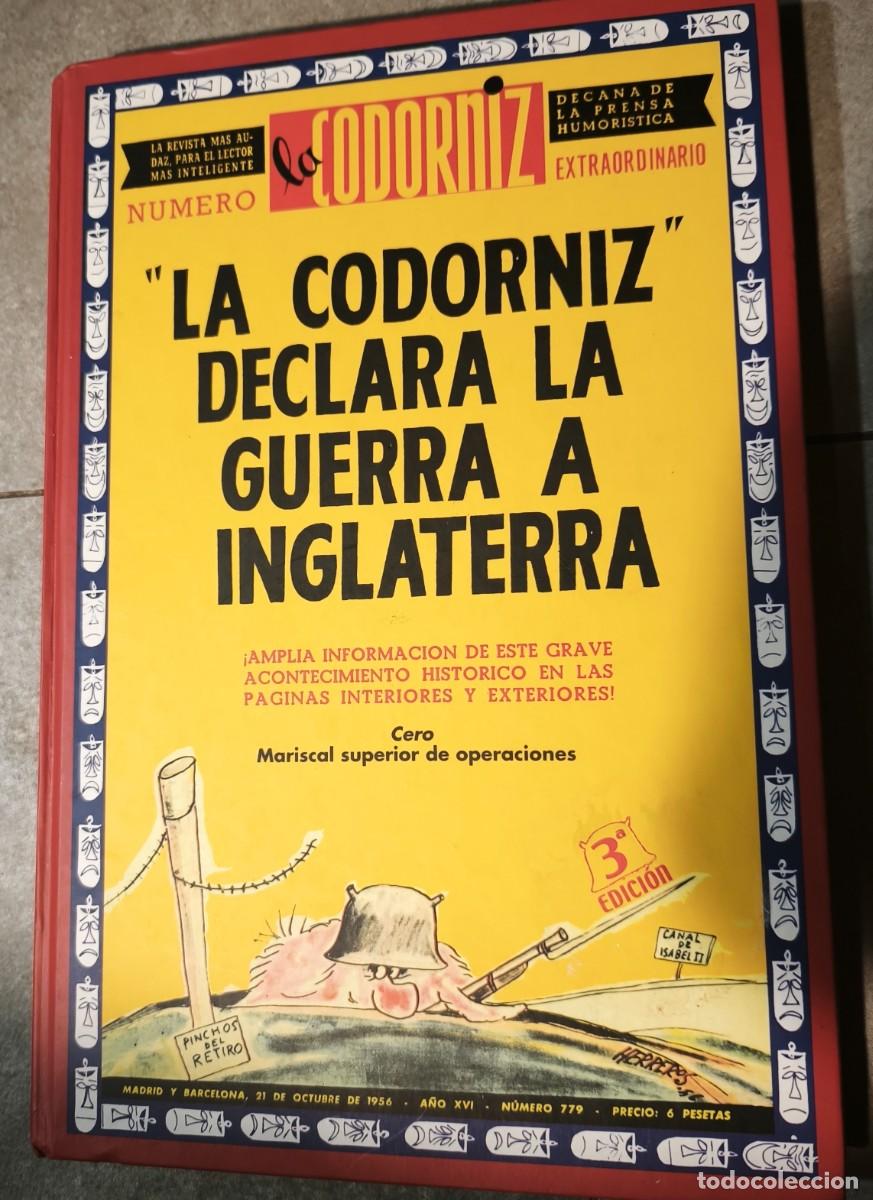 LA REVISTA MAS AU-
DAZ, PARA EL LECTOR
MAS INTELIGENTE
NUMERO
la CODORNIZ
DECANA DE
LA PRENSA
HUMORISTICA
EXTRAORDINARIO
"LA CODORNIZ"
DECLARA LA
GUERRA A
INGLATERRA
¡AMPLIA INFORMACION DE ESTE GRAVE
ACONTECIMIENTO HISTORICO EN LAS
PAGINAS INTERIORES Y EXTERIORES!
Cero
Mariscal superior de operaciones
3ª
EDICIÓN
CANAL
DE
ISABEL II
PINCHOS
DEL
RETIRO
HERREROS
MADRID Y BARCELONA, 21 DE OCTUBRE DE 1956 - AÑO XVI - NÚMERO 779 - PRECIO: 6 PESETAS
todocoleccion